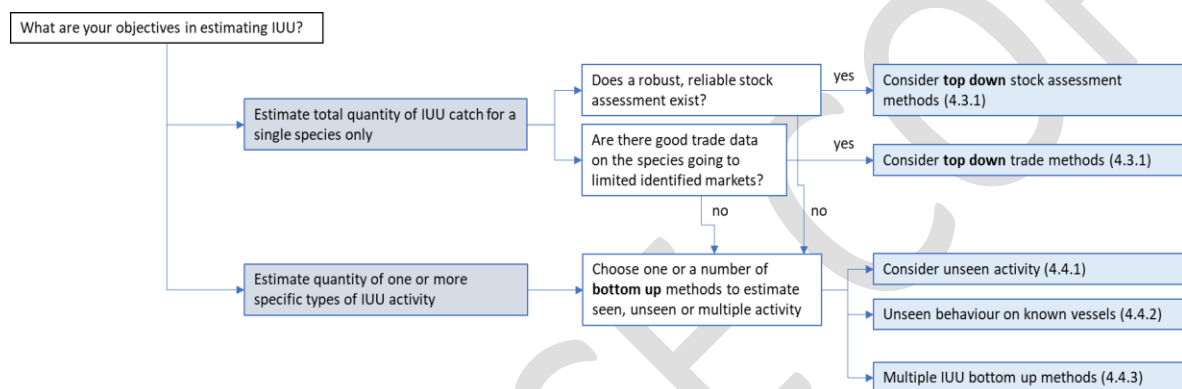 What are your objectives in estimating IUU?
Estimate total quantity of IUU catch for a
single species only
Does a robust, reliable stock
assessment exist?
yes
Consider top down stock assessment
methods (4.3.1)
Are there good trade data
on the species going to
limited identified markets?
yes
Consider top down trade methods (4.3.1)
no
no
Estimate quantity of one or more
specific types of IUU activity
Choose one or a number of
bottom up methods to estimate
seen, unseen or multiple activity
Consider unseen activity (4.4.1)
Unseen behaviour on known vessels (4.4.2)
Multiple IUU bottom up methods (4.4.3)